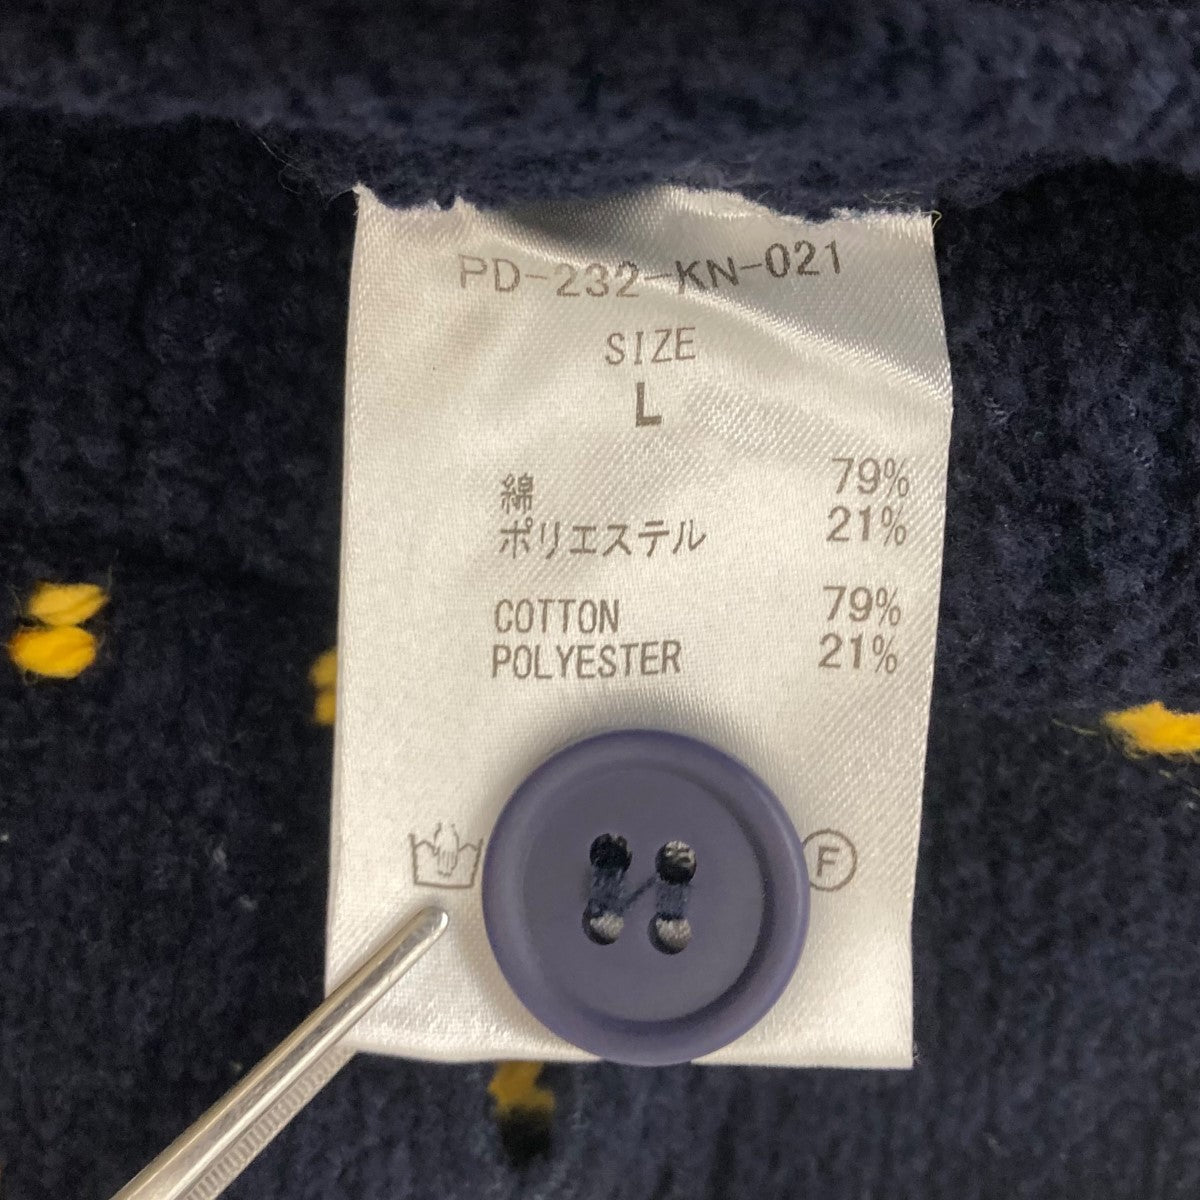 PD-232-KN-021
SIZE
L
綿 79%
ポリエステル 21%
COTTON 79%
POLYESTER 21%
F